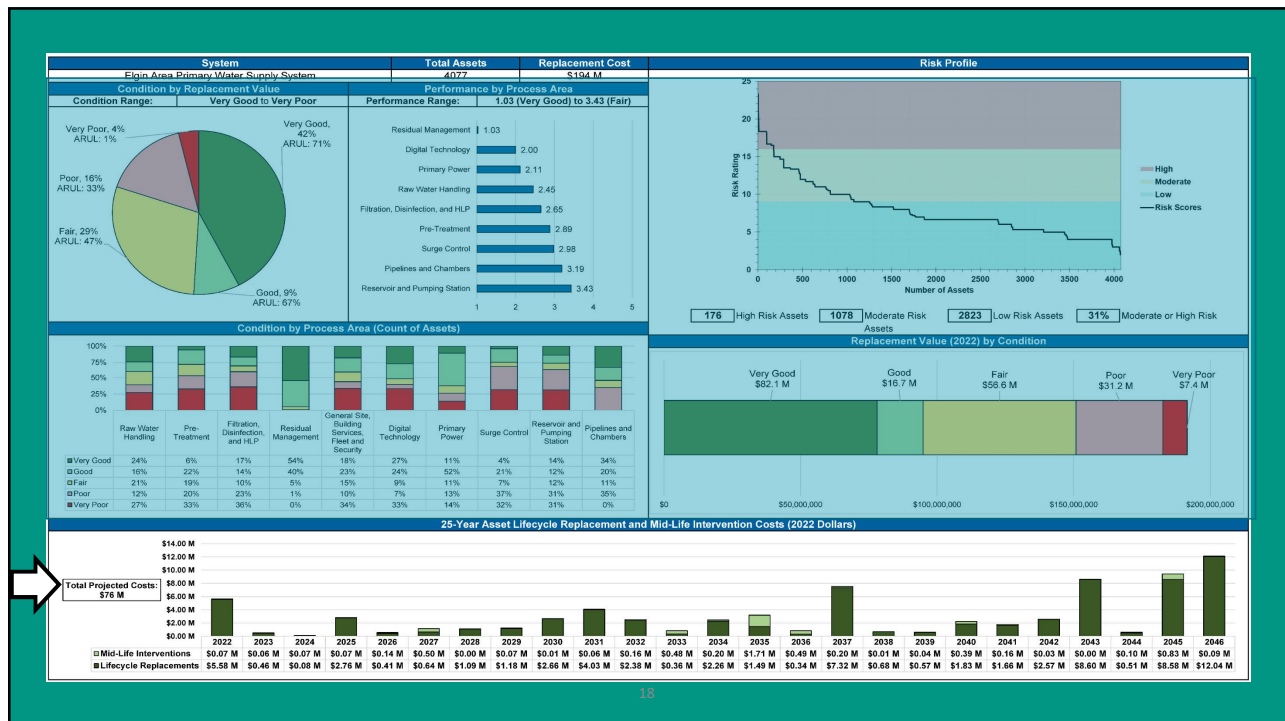 System Total Assets Replacement Cost Risk Profile
Elgin Area Primary Water Supply System 4077 $194 M
Condition by Replacement Value
Condition Range: Very Good to Very Poor
Very Poor, 4%
ARUL: 1%
Very Good,
42%
ARUL: 71%
Poor, 16%
ARUL: 33%
Fair, 29%
ARUL: 47%
Good, 9%
ARUL: 67%
Performance by Process Area
Performance Range: 1.03 (Very Good) to 3.43 (Fair)
Residual Management 1.03
Digital Technology 2.00
Primary Power 2.11
Raw Water Handling 2.45
Filtration, Disinfection, and HLP 2.65
Pre-Treatment 2.89
Surge Control 2.98
Pipelines and Chambers 3.19
Reservoir and Pumping Station 3.43
1 2 3 4 5
25
20
15
10
5
0
Risk Rating
0 500 1000 1500 2000 2500 3000 3500 4000
Number of Assets
High
Moderate
Low
Risk Scores
176 High Risk Assets 1078 Moderate Risk Assets 2823 Low Risk Assets 31% Moderate or High Risk
Condition by Process Area (Count of Assets)
100%
75%
50%
25%
0%
Raw Water Handling Pre-Treatment Filtration, Disinfection, and HLP Residual Management General Site, Building Services, Fleet and Security Digital Technology Primary Power Surge Control Reservoir and Pumping Station Pipelines and Chambers
Very Good 24% 6% 17% 54% 18% 27% 11% 4% 14% 34%
Good 16% 22% 14% 40% 23% 24% 52% 21% 12% 20%
Fair 21% 19% 10% 5% 15% 9% 11% 7% 12% 11%
Poor 12% 20% 23% 1% 10% 7% 13% 37% 31% 35%
Very Poor 27% 33% 36% 0% 34% 33% 14% 32% 31% 0%
Replacement Value (2022) by Condition
Very Good Good Fair Poor Very Poor
$82.1 M $16.7 M $56.6 M $31.2 M $7.4 M
$0 $50,000,000 $100,000,000 $150,000,000 $200,000,000
25-Year Asset Lifecycle Replacement and Mid-Life Intervention Costs (2022 Dollars)
Total Projected Costs:
$76 M
$14.00 M
$12.00 M
$10.00 M
$8.00 M
$6.00 M
$4.00 M
$2.00 M
$0.00 M
2022 2023 2024 2025 2026 2027 2028 2029 2030 2031 2032 2033 2034 2035 2036 2037 2038 2039 2040 2041 2042 2043 2044 2045 2046
Mid-Life Interventions $0.07 M $0.06 M $0.07 M $0.07 M $0.14 M $0.50 M $0.00 M $0.07 M $0.01 M $0.06 M $0.16 M $0.48 M $0.20 M $1.71 M $0.49 M $0.20 M $0.01 M $0.04 M $0.39 M $0.16 M $0.03 M $0.00 M $0.10 M $0.83 M $0.09 M
Lifecycle Replacements $5.58 M $0.46 M $0.08 M $2.76 M $0.41 M $0.64 M $1.09 M $1.18 M $2.66 M $4.03 M $2.38 M $0.36 M $2.26 M $1.49 M $0.34 M $7.32 M $0.68 M $0.57 M $1.83 M $1.66 M $2.57 M $8.60 M $0.51 M $8.58 M $12.04 M
18